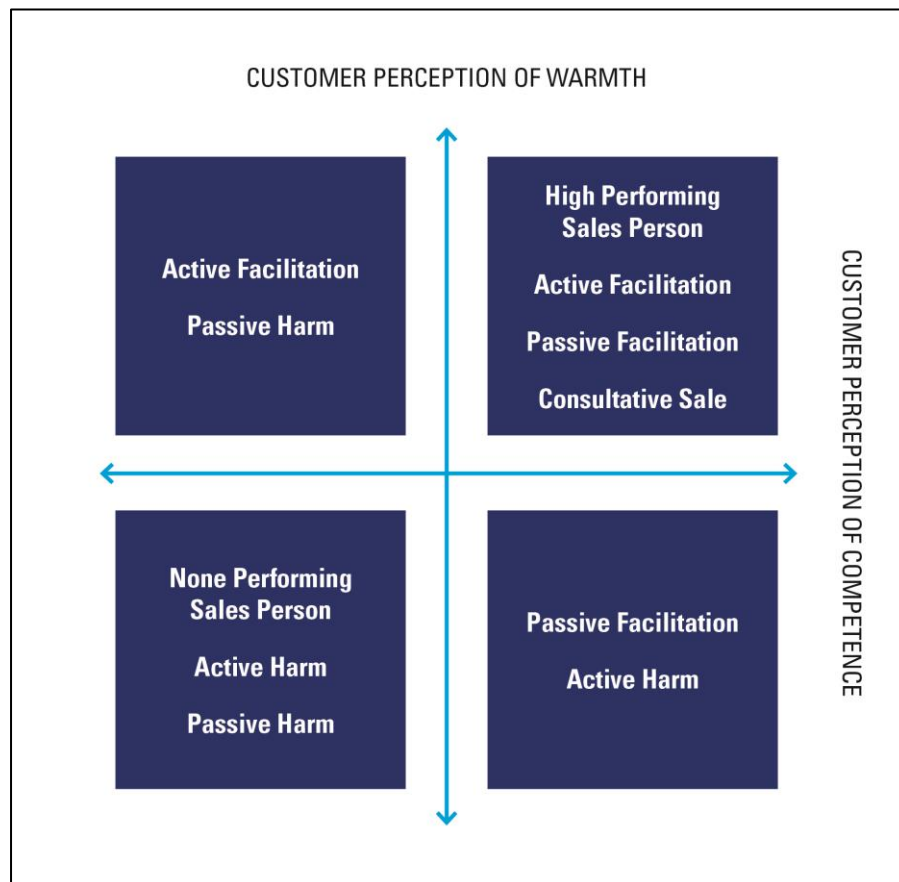 CUSTOMER PERCEPTION OF WARMTH
Active Facilitation
Passive Harm
High Performing
Sales Person
Active Facilitation
Passive Facilitation
Consultative Sale
CUSTOMER PERCEPTION OF COMPETENCE
None Performing
Sales Person
Active Harm
Passive Harm
Passive Facilitation
Active Harm